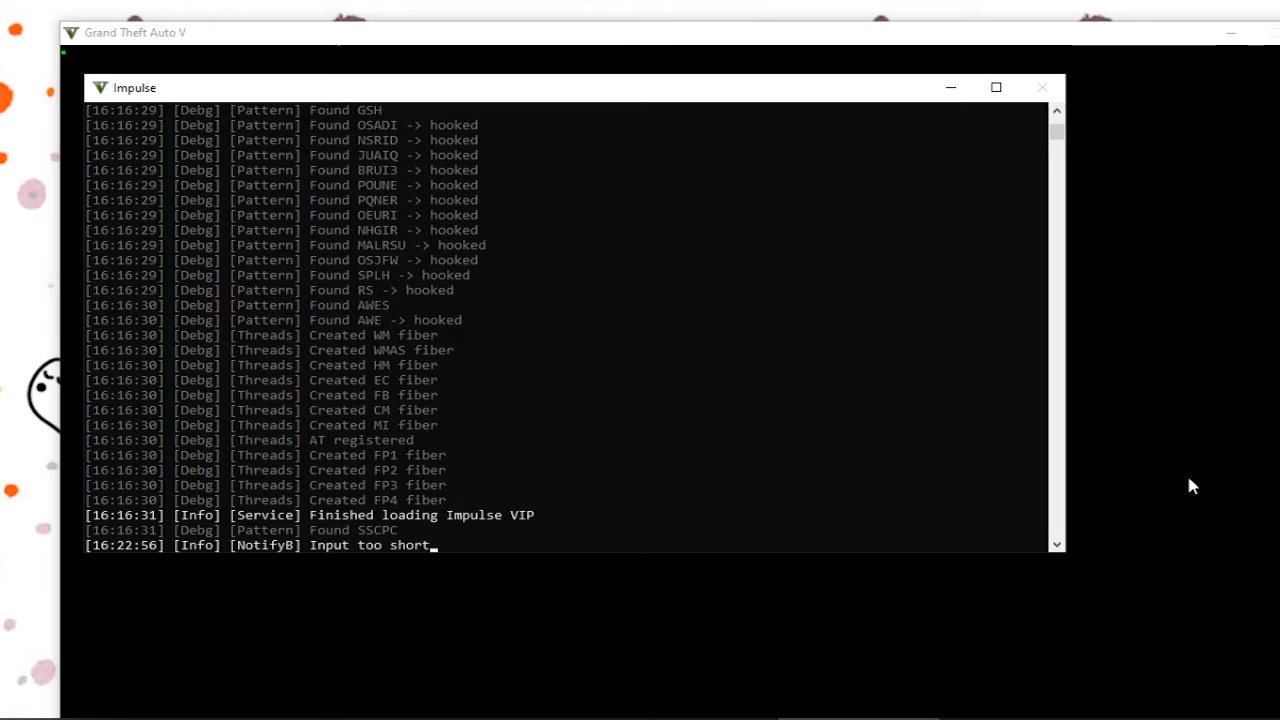 Grand Theft Auto V
Impulse
[16:16:29] [Debg] [Pattern] Found GSH
[16:16:29] [Debg] [Pattern] Found OSADI -> hooked
[16:16:29] [Debg] [Pattern] Found NSRID -> hooked
[16:16:29] [Debg] [Pattern] Found JUAIQ -> hooked
[16:16:29] [Debg] [Pattern] Found BRUI3 -> hooked
[16:16:29] [Debg] [Pattern] Found POUNE -> hooked
[16:16:29] [Debg] [Pattern] Found PQNER -> hooked
[16:16:29] [Debg] [Pattern] Found OEURI -> hooked
[16:16:29] [Debg] [Pattern] Found NHGIR -> hooked
[16:16:29] [Debg] [Pattern] Found MALRSU -> hooked
[16:16:29] [Debg] [Pattern] Found OSJFW -> hooked
[16:16:29] [Debg] [Pattern] Found SPLH -> hooked
[16:16:29] [Debg] [Pattern] Found RS -> hooked
[16:16:30] [Debg] [Pattern] Found AWES
[16:16:30] [Debg] [Pattern] Found AWE -> hooked
[16:16:30] [Debg] [Threads] Created WM fiber
[16:16:30] [Debg] [Threads] Created WMAS fiber
[16:16:30] [Debg] [Threads] Created HM fiber
[16:16:30] [Debg] [Threads] Created EC fiber
[16:16:30] [Debg] [Threads] Created FB fiber
[16:16:30] [Debg] [Threads] Created CM fiber
[16:16:30] [Debg] [Threads] Created MI fiber
[16:16:30] [Debg] [Threads] AT registered
[16:16:30] [Debg] [Threads] Created FP1 fiber
[16:16:30] [Debg] [Threads] Created FP2 fiber
[16:16:30] [Debg] [Threads] Created FP3 fiber
[16:16:30] [Debg] [Threads] Created FP4 fiber
[16:16:31] [Info] [Service] Finished loading Impulse VIP
[16:16:31] [Debg] [Pattern] Found SSCPC
[16:22:56] [Info] [NotifyB] Input too short